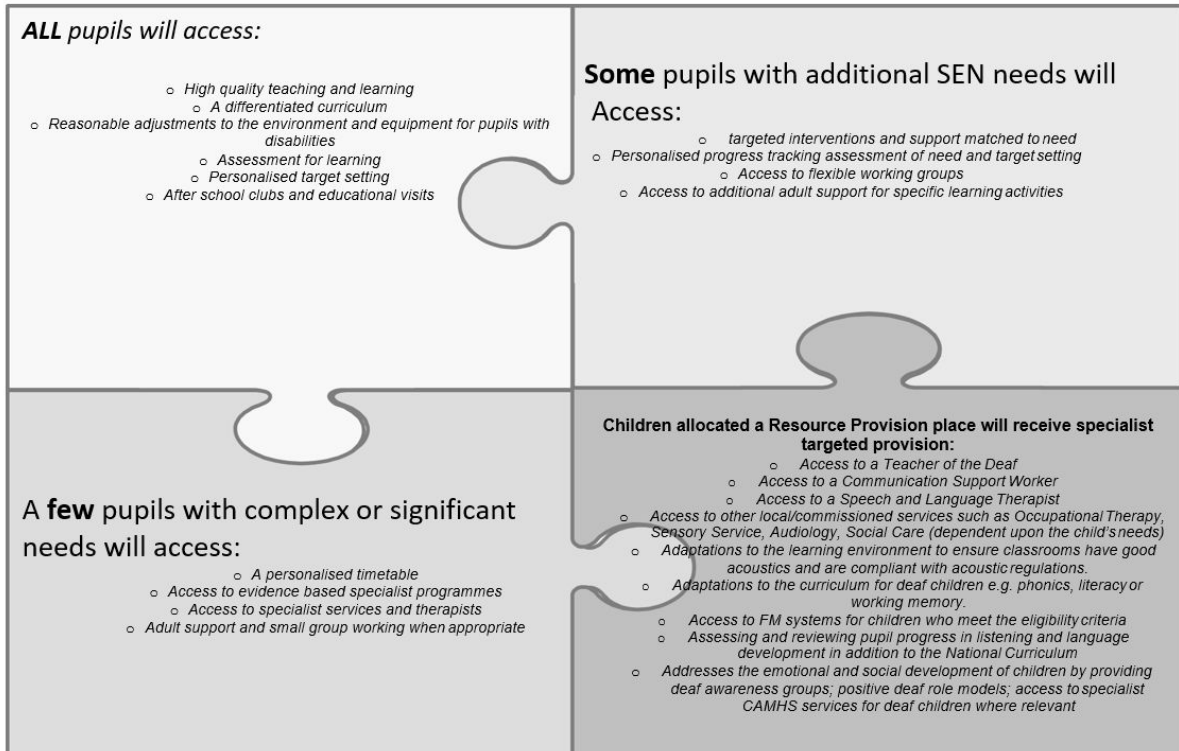 ALL pupils will access:
o High quality teaching and learning
o A differentiated curriculum
o Reasonable adjustments to the environment and equipment for pupils with
disabilities
o Assessment for learning
o Personalised target setting
o After school clubs and educational visits
Some pupils with additional SEN needs will
Access:
o targeted interventions and support matched to need
o Personalised progress tracking assessment of need and target setting
o Access to flexible working groups
o Access to additional adult support for specific learning activities
A few pupils with complex or significant
needs will access:
o A personalised timetable
o Access to evidence based specialist programmes
o Access to specialist services and therapists
o Adult support and small group working when appropriate
Children allocated a Resource Provision place will receive specialist
targeted provision:
o Access to a Teacher of the Deaf
o Access to a Communication Support Worker
o Access to a Speech and Language Therapist
o Access to other local/commissioned services such as Occupational Therapy,
Sensory Service, Audiology, Social Care (dependent upon the child's needs)
o Adaptations to the learning environment to ensure classrooms have good
acoustics and are compliant with acoustic regulations.
o Adaptations to the curriculum for deaf children e.g. phonics, literacy or
working memory.
o Access to FM systems for children who meet the eligibility criteria
o Assessing and reviewing pupil progress in listening and language
development in addition to the National Curriculum
o Addresses the emotional and social development of children by providing
deaf awareness groups; positive deaf role models; access to specialist
CAMHS services for deaf children where relevant